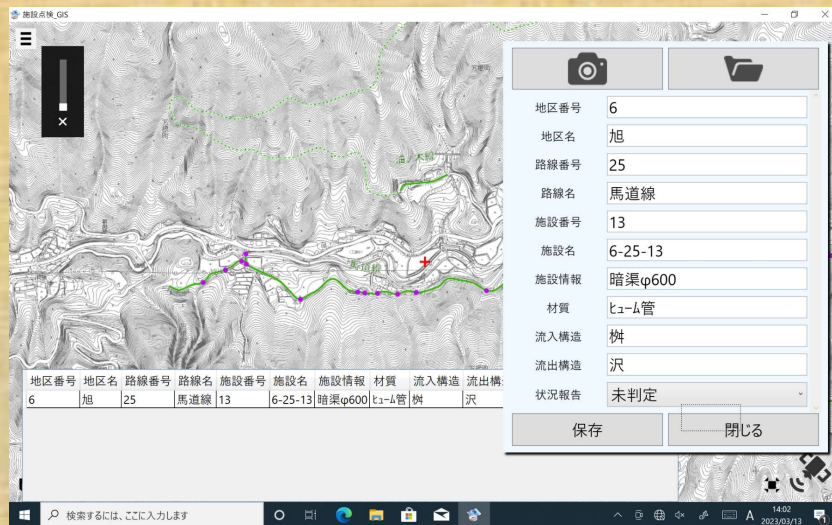 施設点検_GIS
地区番号 6
地区名 旭
路線番号 25
路線名 馬道線
施設番号 13
施設名 6-25-13
施設情報 暗渠φ600
材質 ﾋｭｰﾑ管
流入構造 桝
流出構造 沢
状況報告 未判定
保存 閉じる
馬道線
地区番号 地区名 路線番号 路線名 施設番号 施設名 施設情報 材質 流入構造 流出構
6 旭 25 馬道線 13 6-25-13 暗渠φ600 ﾋｭｰﾑ管 桝 沢
検索するには、ここに入力します
A
14:02
2023/03/13